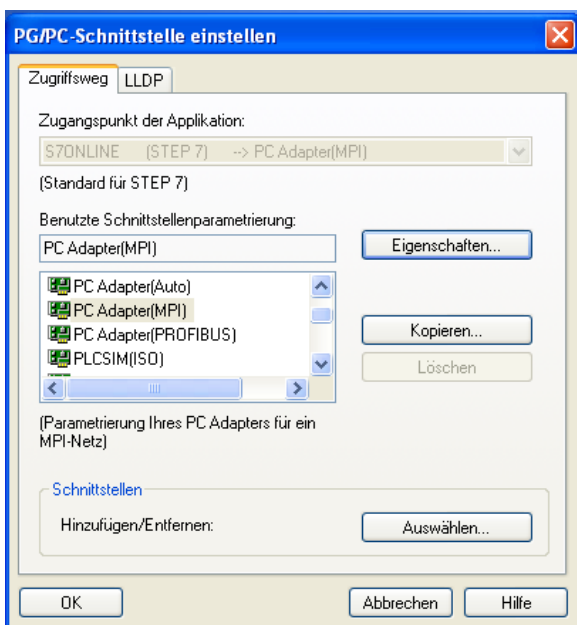 PG/PC-Schnittstelle einstellen
Zugriffsweg LLDP
Zugangspunkt der Applikation:
S7ONLINE (STEP 7) --> PC Adapter(MPI)
(Standard für STEP 7)
Benutzte Schnittstellenparametrierung:
PC Adapter(MPI)
Eigenschaften...
PC Adapter(Auto)
PC Adapter(MPI)
PC Adapter(PROFIBUS)
PLCSIM(ISO)
Kopieren...
Löschen
(Parametrierung Ihres PC Adapters für ein
MPI-Netz)
Schnittstellen
Hinzufügen/Entfernen:
Auswählen...
OK Abbrechen Hilfe